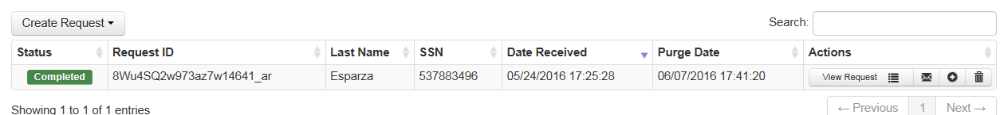 Create Request
Search:
Status Request ID Last Name SSN Date Received Purge Date Actions
Completed 8Wu4SQ2w973az7w14641_ar Esparza 537883496 05/24/2016 17:25:28 06/07/2016 17:41:20 View Request
Showing 1 to 1 of 1 entries
← Previous 1 Next →